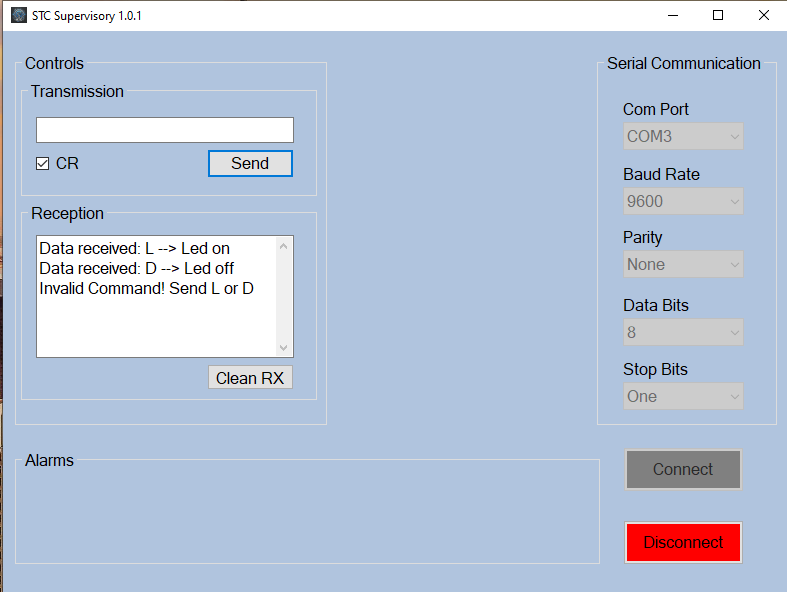 STC Supervisory 1.0.1
Controls
Transmission
CR
Send
Reception
Data received: L --> Led on
Data received: D --> Led off
Invalid Command! Send L or D
Clean RX
Serial Communication
Com Port
COM3
Baud Rate
9600
Parity
None
Data Bits
8
Stop Bits
One
Alarms
Connect
Disconnect